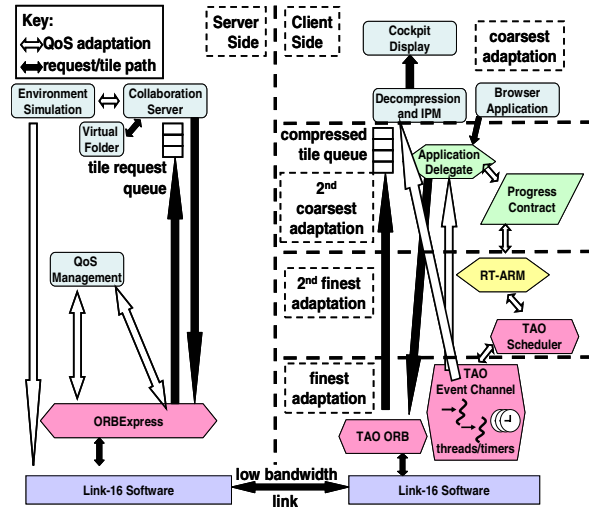 Key:
QoS adaptation
request/tile path
Server
Side
Client
Side
Cockpit
Display
coarsest
adaptation
Environment
Simulation
Collaboration
Server
Decompression
and IPM
Browser
Application
Virtual
Folder
tile request
queue
compressed
tile queue
Application
Delegate
2nd
coarsest
adaptation
Progress
Contract
QoS
Management
2nd finest
adaptation
RT-ARM
TAO
Scheduler
finest
adaptation
TAO
Event Channel
threads/timers
ORBExpress
TAO ORB
low bandwidth
link
Link-16 Software
Link-16 Software